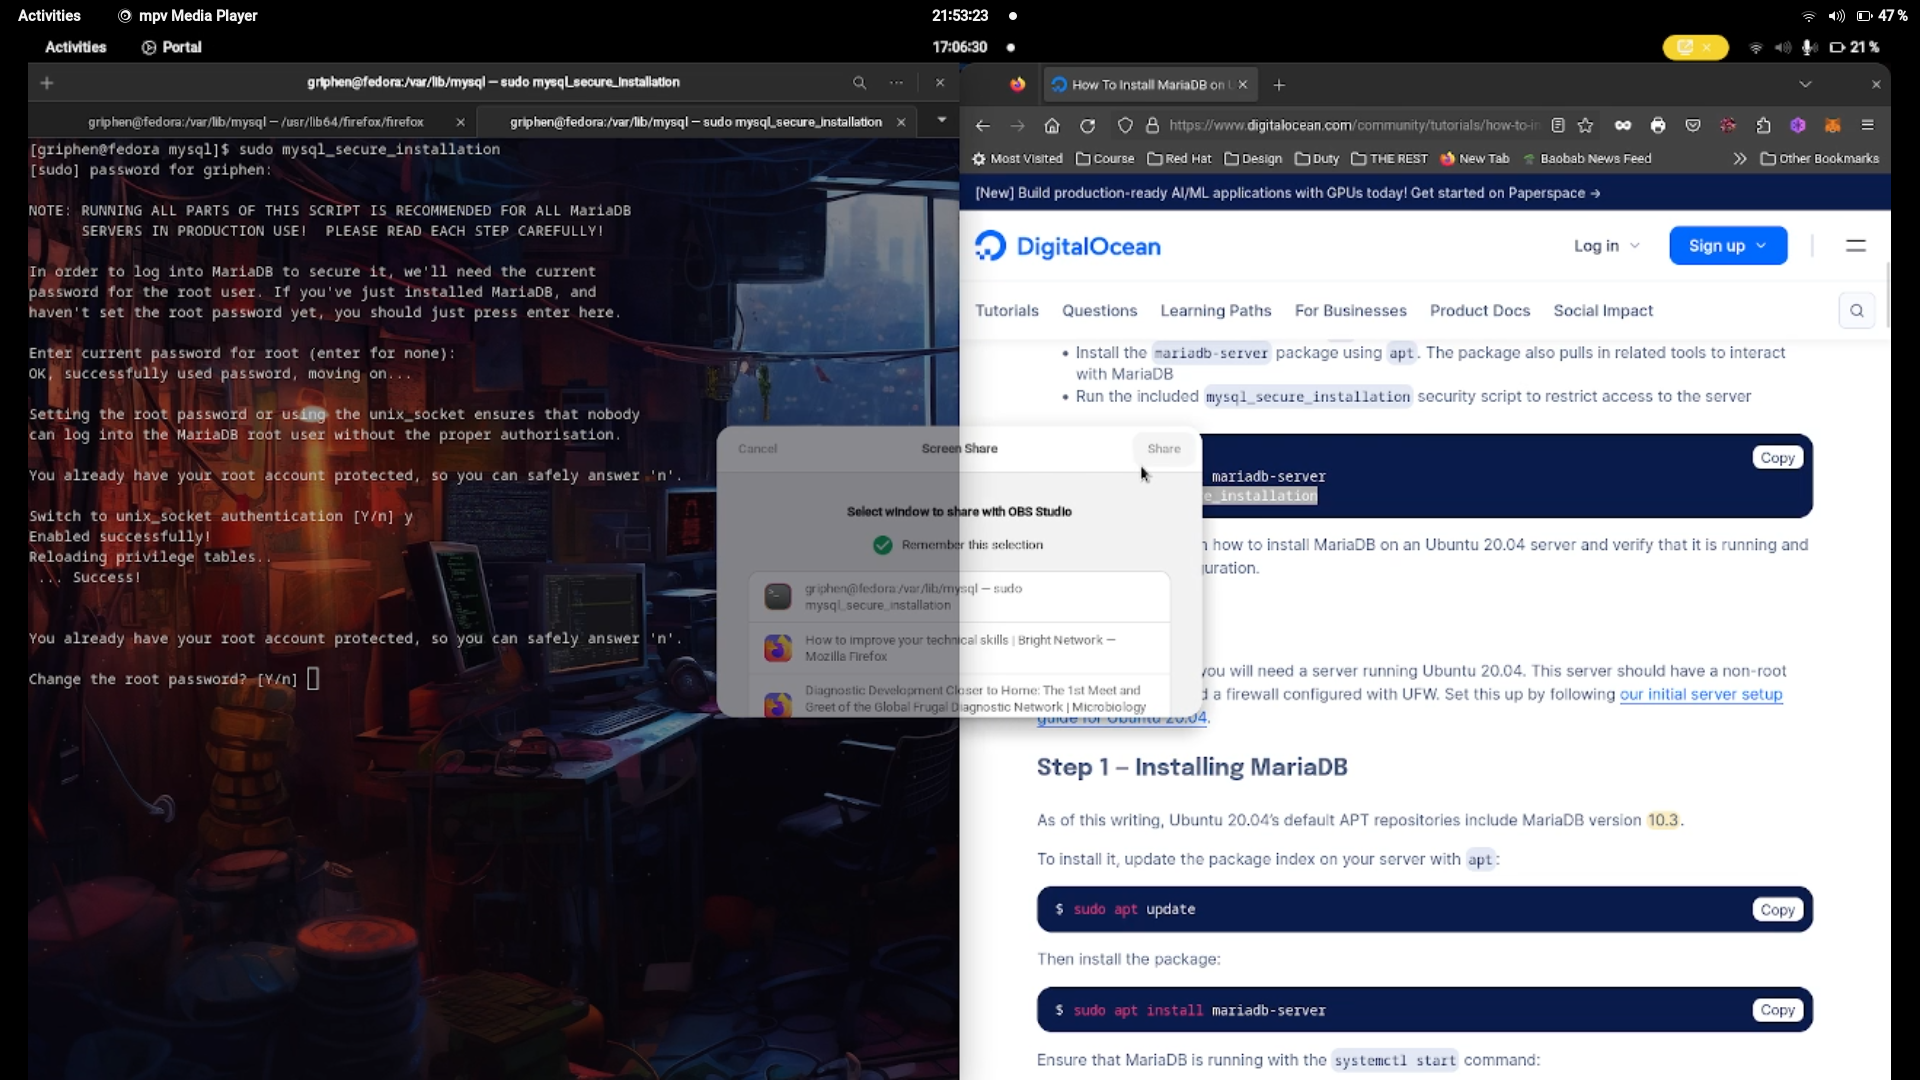 Activities mpv Media Player 21:53:23 47 %
Activities Portal 17:06:30 21 %
griphen@fedora:/var/lib/mysql — sudo mysql_secure_installation
griphen@fedora:/var/lib/mysql — /usr/lib64/firefox/firefox
griphen@fedora:/var/lib/mysql — sudo mysql_secure_installation
[griphen@fedora mysql]$ sudo mysql_secure_installation
[sudo] password for griphen:
NOTE: RUNNING ALL PARTS OF THIS SCRIPT IS RECOMMENDED FOR ALL MariaDB
SERVERS IN PRODUCTION USE!  PLEASE READ EACH STEP CAREFULLY!
In order to log into MariaDB to secure it, we'll need the current
password for the root user. If you've just installed MariaDB, and
haven't set the root password yet, you should just press enter here.
Enter current password for root (enter for none):
OK, successfully used password, moving on...
Setting the root password or using the unix_socket ensures that nobody
can log into the MariaDB root user without the proper authorisation.
You already have your root account protected, so you can safely answer 'n'.
Switch to unix_socket authentication [Y/n] y
Enabled successfully!
Reloading privilege tables..
... Success!
You already have your root account protected, so you can safely answer 'n'.
Change the root password? [Y/n]
Cancel Screen Share Share
Select window to share with OBS Studio
Remember this selection
griphen@fedora:/var/lib/mysql — sudo
mysql_secure_installation
How to improve your technical skills | Bright Network —
Mozilla Firefox
Diagnostic Development Closer to Home: The 1st Meet and
Greet of the Global Frugal Diagnostic Network | Microbiology
How To Install MariaDB on
https://www.digitalocean.com/community/tutorials/how-to-in
Most Visited Course Red Hat Design Duty THE REST New Tab Baobab News Feed Other Bookmarks
[New] Build production-ready AI/ML applications with GPUs today! Get started on Paperspace →
DigitalOcean Log in Sign up
Tutorials Questions Learning Paths For Businesses Product Docs Social Impact
• Install the mariadb-server package using apt. The package also pulls in related tools to interact
with MariaDB
• Run the included mysql_secure_installation security script to restrict access to the server
Copy
mariadb-server
e_installation
how to install MariaDB on an Ubuntu 20.04 server and verify that it is running and
uration.
you will need a server running Ubuntu 20.04. This server should have a non-root
d a firewall configured with UFW. Set this up by following our initial server setup
guide for Ubuntu 20.04.
Step 1 – Installing MariaDB
As of this writing, Ubuntu 20.04’s default APT repositories include MariaDB version 10.3.
To install it, update the package index on your server with apt:
$ sudo apt update Copy
Then install the package:
$ sudo apt install mariadb-server Copy
Ensure that MariaDB is running with the systemctl start command: